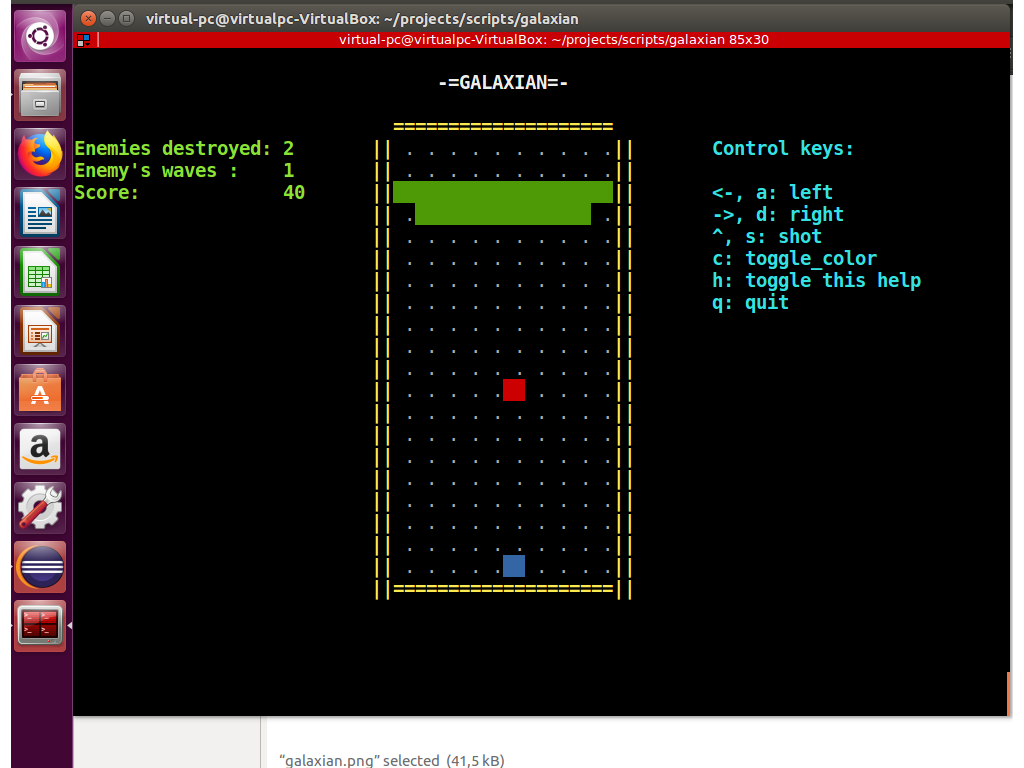 virtual-pc@virtualpc-VirtualBox: ~/projects/scripts/galaxian
virtual-pc@virtualpc-VirtualBox: ~/projects/scripts/galaxian 85x30
-=GALAXIAN=-
====================
Enemies destroyed: 2
Enemy's waves : 1
Score: 40
|| . . . . . . . . . .||
|| . . . . . . . . . .||
|| ||
|| . .||
|| . . . . . . . . . .||
|| . . . . . . . . . .||
|| . . . . . . . . . .||
|| . . . . . . . . . .||
|| . . . . . . . . . .||
|| . . . . . . . . . .||
|| . . . . . . . . . .||
|| . . . . . . . . .||
|| . . . . . . . . . .||
|| . . . . . . . . . .||
|| . . . . . . . . . .||
|| . . . . . . . . . .||
|| . . . . . . . . . .||
|| . . . . . . . . . .||
|| . . . . . . . . . .||
|| . . . . . . . . .||
||====================||
Control keys:
<-, a: left
->, d: right
^, s: shot
c: toggle_color
h: toggle this help
q: quit
“galaxian.png” selected (41,5 kB)